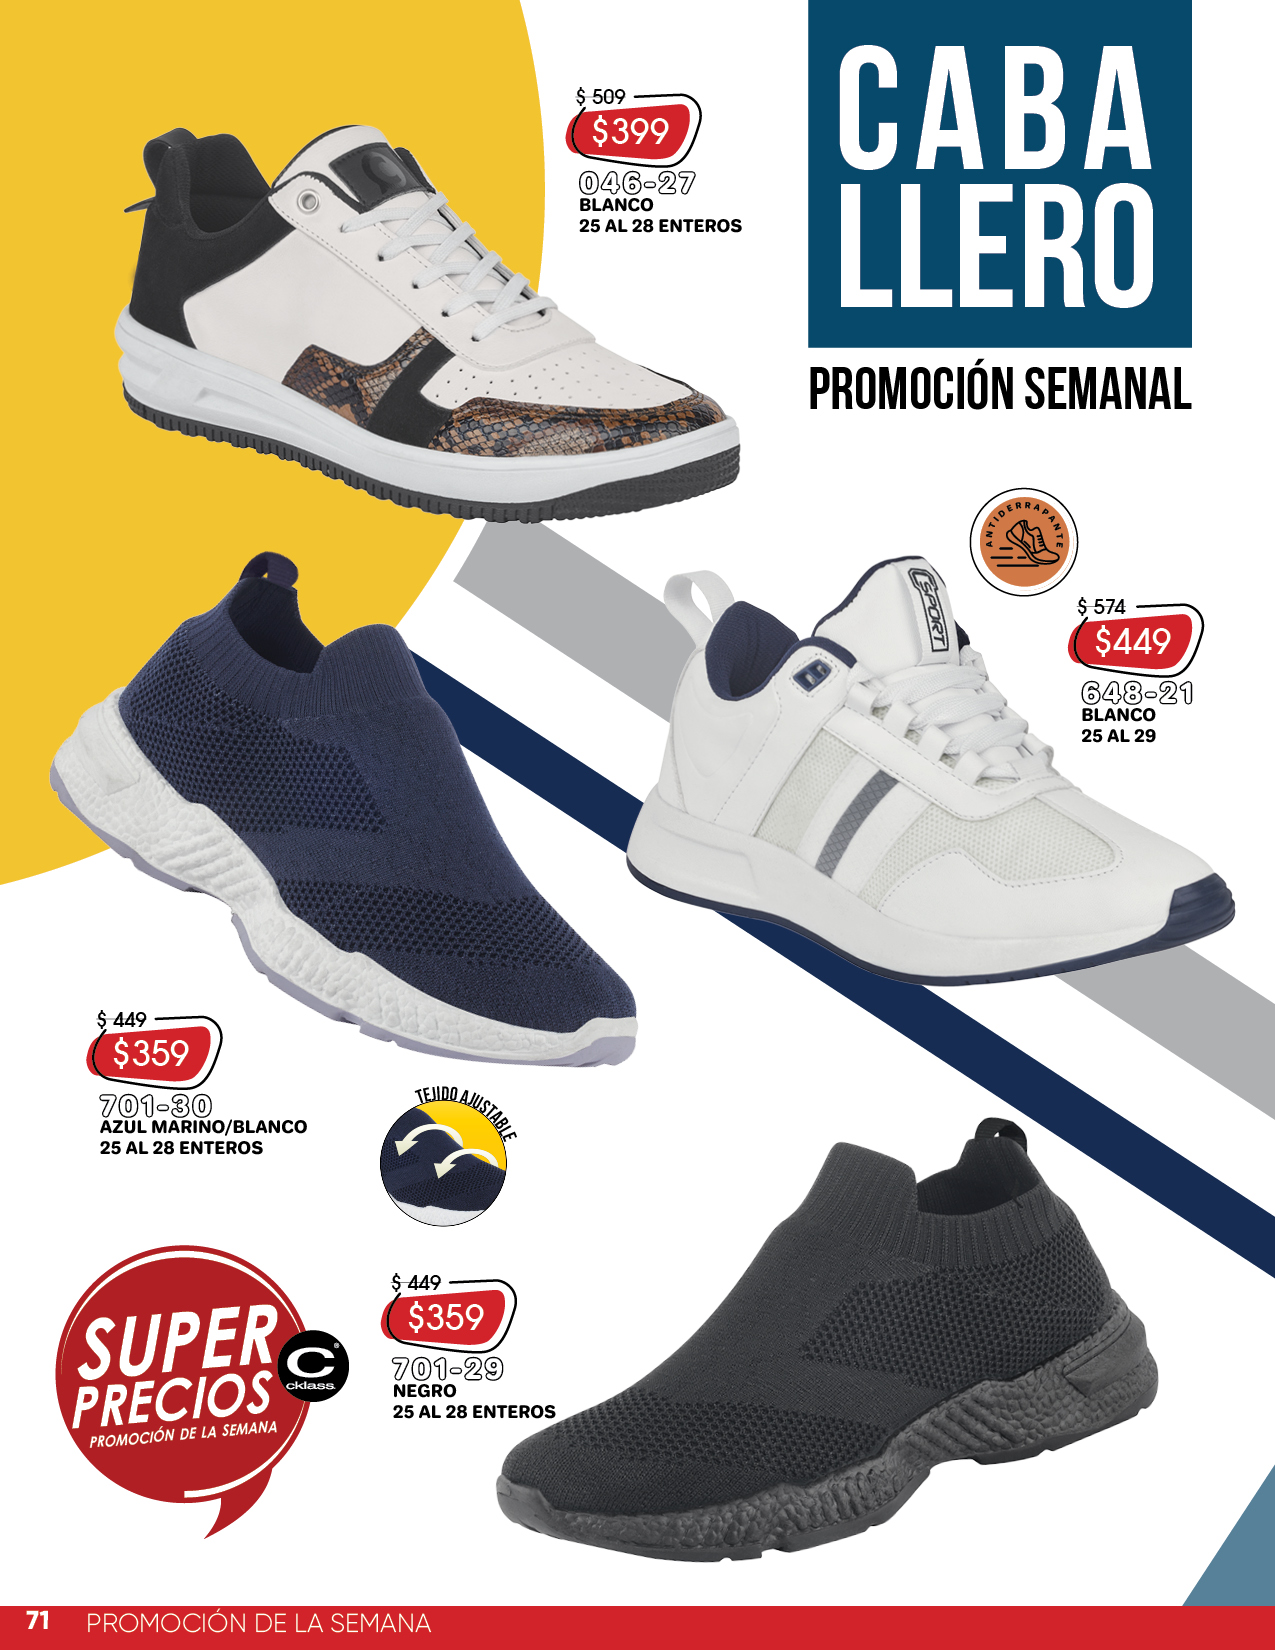 CABA
LLERO
PROMOCIÓN SEMANAL
$ 509
$399
046-27
BLANCO
25 AL 28 ENTEROS
ANTIDERRAPANTE
CSPORT
$ 574
$449
648-21
BLANCO
25 AL 29
$ 449
$359
701-30
AZUL MARINO/BLANCO
25 AL 28 ENTEROS
TEJIDO AJUSTABLE
$ 449
$359
701-29
NEGRO
25 AL 28 ENTEROS
SUPER
PRECIOS
PROMOCIÓN DE LA SEMANA
C®
cklass.
71 PROMOCIÓN DE LA SEMANA